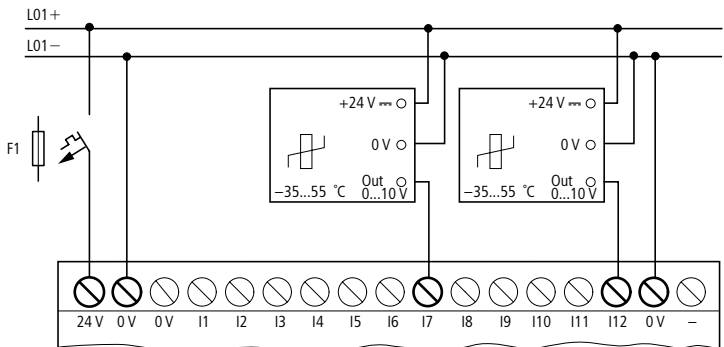 L01+
L01−
F1
+24 V ⎓
0 V
Out
0...10 V
−35...55 °C
+24 V ⎓
0 V
Out
0...10 V
−35...55 °C
24 V 0 V 0 V I1 I2 I3 I4 I5 I6 I7 I8 I9 I10 I11 I12 0 V –